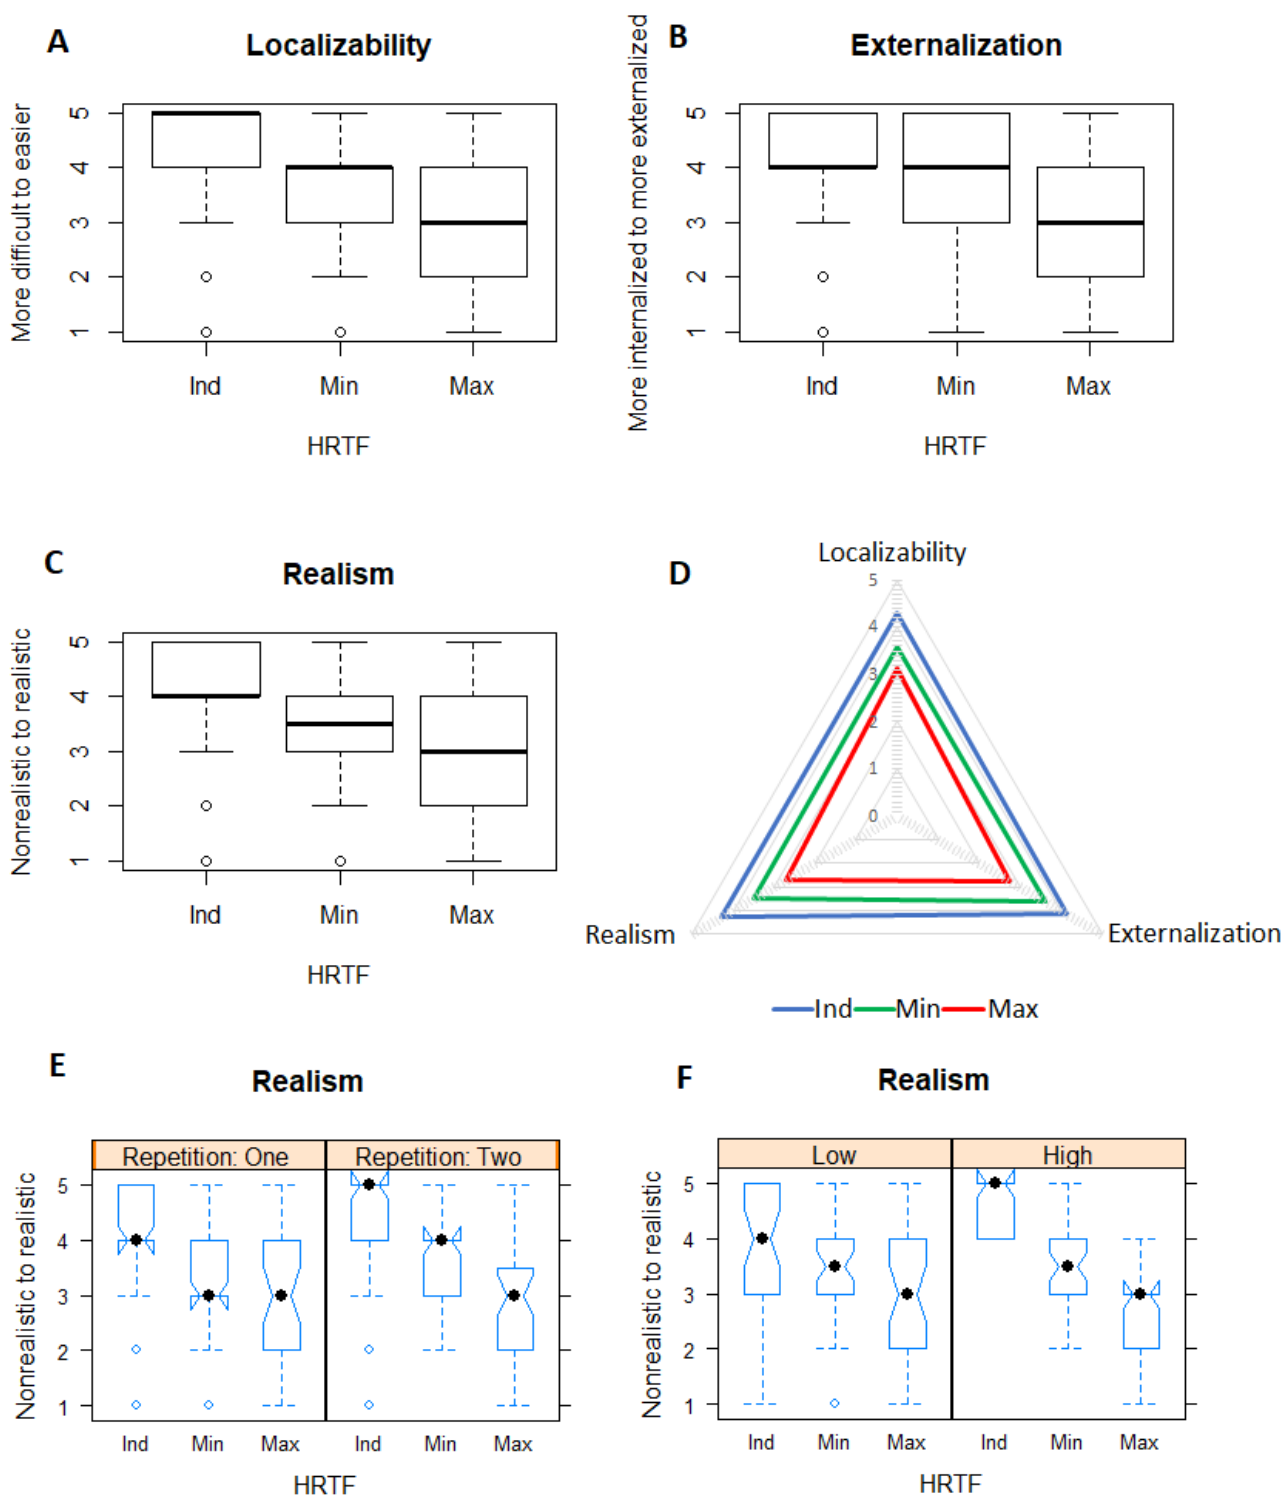 A
Localizability
More difficult to easier
5
4
3
2
1
Ind Min Max
HRTF
B
Externalization
More internalized to more externalized
5
4
3
2
1
Ind Min Max
HRTF
C
Realism
Nonrealistic to realistic
5
4
3
2
1
Ind Min Max
HRTF
D
Localizability
5
4
3
2
1
0
Realism
Externalization
Ind Min Max
E
Realism
Repetition: One Repetition: Two
Nonrealistic to realistic
5
4
3
2
1
Ind Min Max Ind Min Max
HRTF
F
Realism
Low High
Nonrealistic to realistic
5
4
3
2
1
Ind Min Max Ind Min Max
HRTF